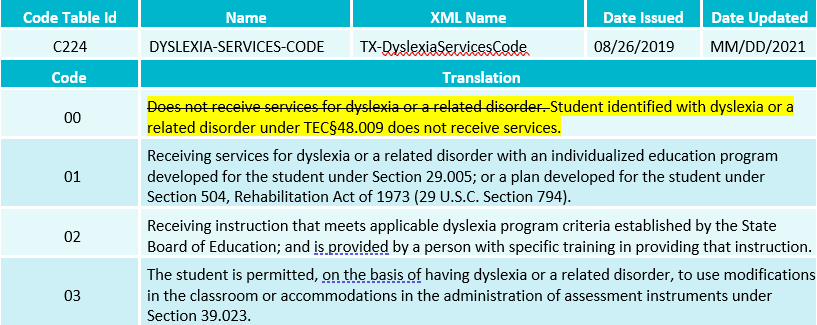 Code Table Id Name XML Name Date Issued Date Updated
C224 DYSLEXIA-SERVICES-CODE TX-DyslexiaServicesCode 08/26/2019 MM/DD/2021
Code Translation
00 Does not receive services for dyslexia or a related disorder. Student identified with dyslexia or a
related disorder under TEC§48.009 does not receive services.
01 Receiving services for dyslexia or a related disorder with an individualized education program
developed for the student under Section 29.005; or a plan developed for the student under
Section 504, Rehabilitation Act of 1973 (29 U.S.C. Section 794).
02 Receiving instruction that meets applicable dyslexia program criteria established by the State
Board of Education; and is provided by a person with specific training in providing that instruction.
03 The student is permitted, on the basis of having dyslexia or a related disorder, to use modifications
in the classroom or accommodations in the administration of assessment instruments under
Section 39.023.